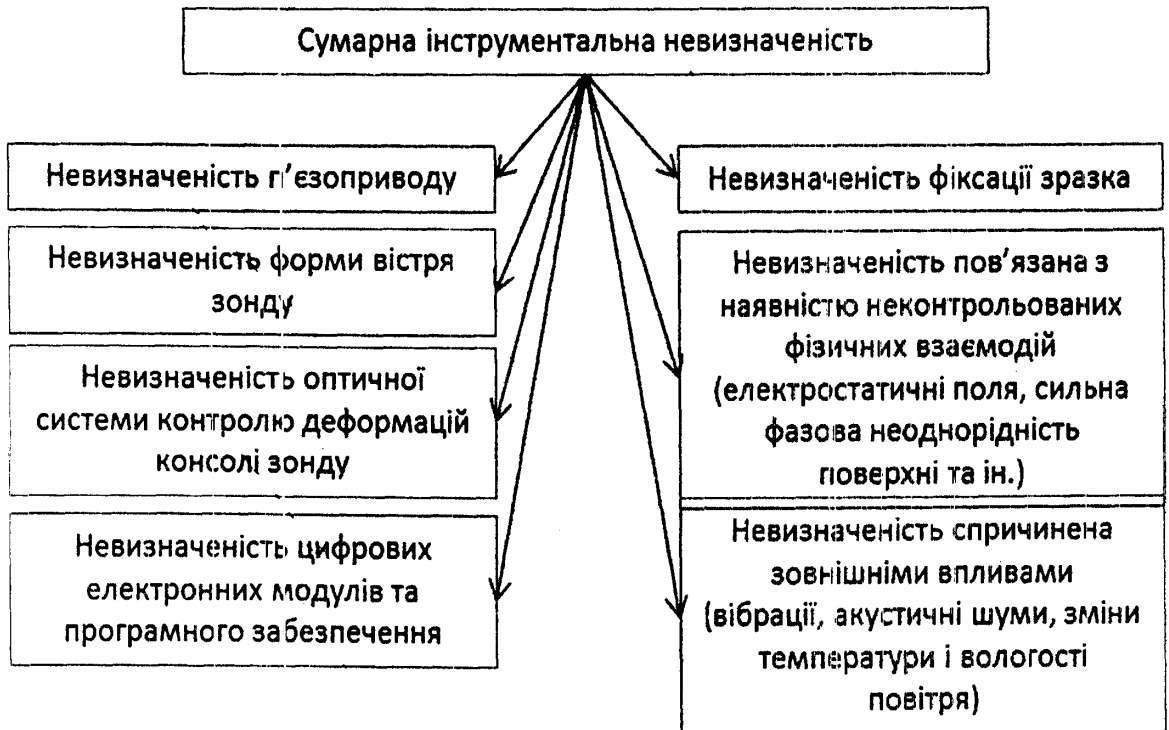 Сумарна інструментальна невизначеність
Невизначеність п'єзоприводу
Невизначеність форми вістря
зонду
Невизначеність оптичної
системи контролю деформацій
консолі зонду
Невизначеність цифрових
електронних модулів та
програмного забезпечення
Невизначеність фіксації зразка
Невизначеність пов'язана з
наявністю неконтрольованих
фізичних взаємодій
(електростатичні поля, сильна
фазова неоднорідність
поверхні та ін.)
Невизначеність спричинена
зовнішніми впливами
(вібрації, акустичні шуми, зміни
температури і вологості
повітря)